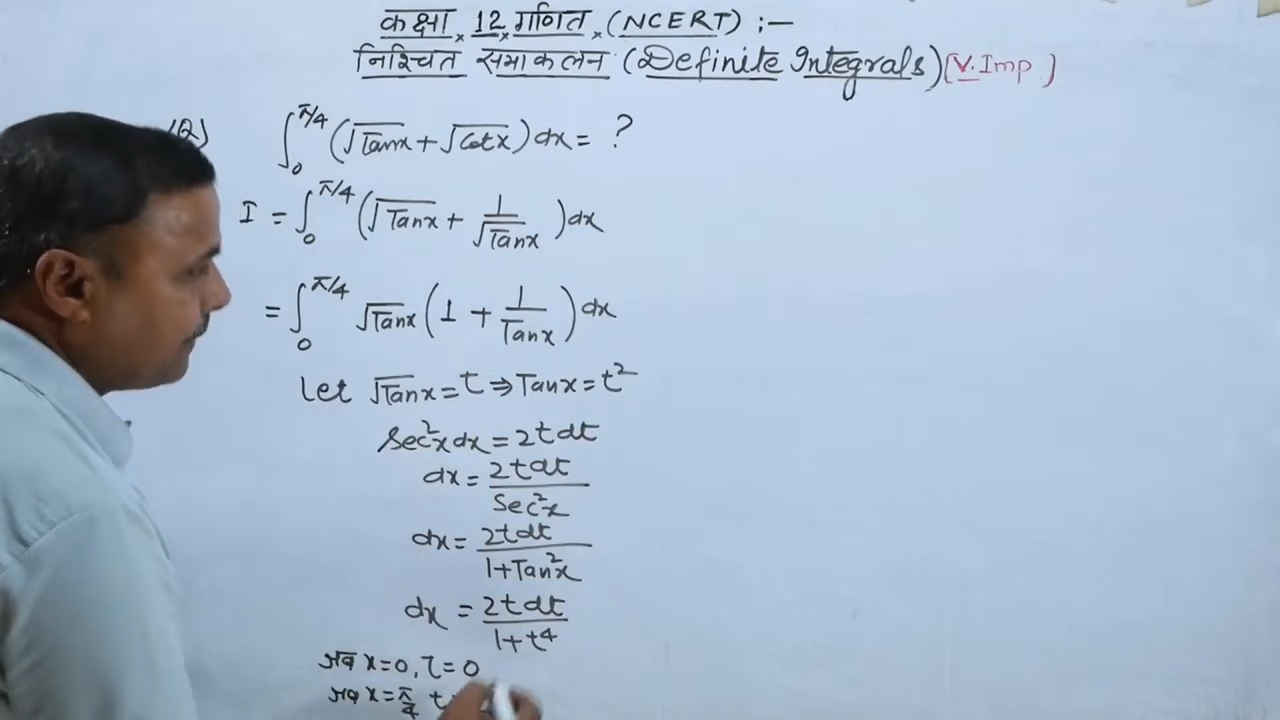 कक्षा × 12 × गणित × (NCERT) :-
निश्चित समाकलन (Definite Integrals) [V. Imp)
Q) ∫₀^{π/4} (√Tanx + √Cotx) dx = ?
I = ∫₀^{π/4} (√Tanx + 1/√Tanx) dx
= ∫₀^{π/4} √Tanx (1 + 1/Tanx) dx
Let √Tanx = t ⇒ Tanx = t²
Sec²x dx = 2t dt
dx = 2t dt / Sec²x
dx = 2t dt / 1+Tan²x
dx = 2t dt / 1+t⁴
जब x=0, t=0
जब x=π/4 t